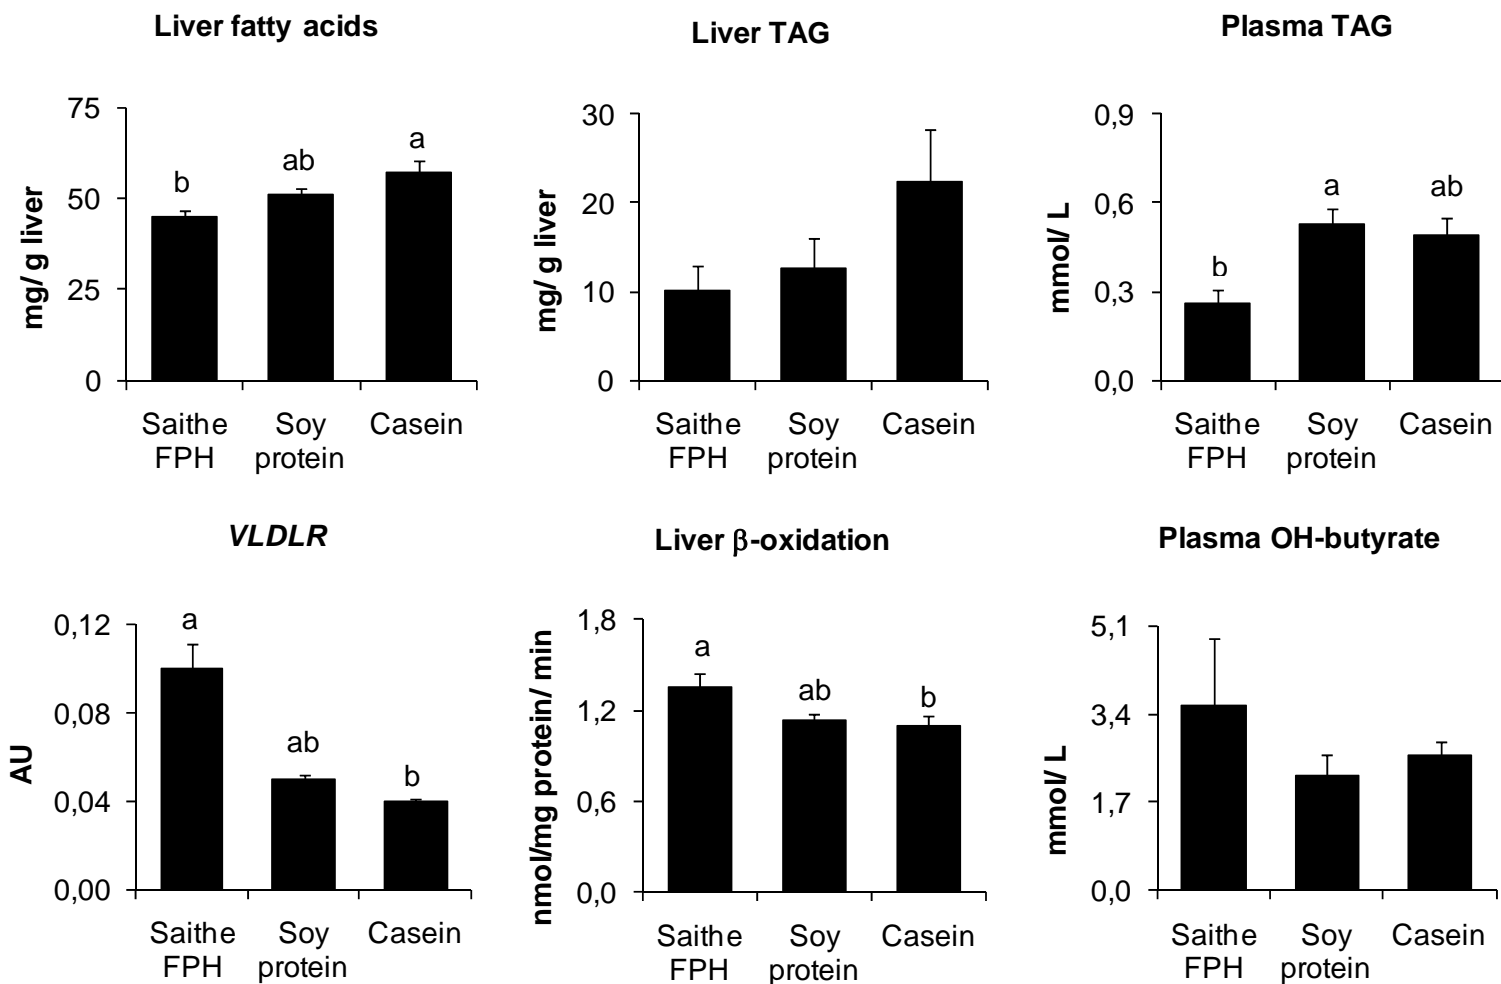 Liver fatty acids
75
50
25
0
mg/ g liver
b
ab
a
Saithe
FPH
Soy
protein
Casein
Liver TAG
30
20
10
0
mg/ g liver
Saithe
FPH
Soy
protein
Casein
Plasma TAG
0,9
0,6
0,3
0,0
mmol/ L
b
a
ab
Saithe
FPH
Soy
protein
Casein
VLDLR
0,12
0,08
0,04
0,00
AU
a
ab
b
Saithe
FPH
Soy
protein
Casein
Liver β-oxidation
1,8
1,2
0,6
0,0
nmol/mg protein/ min
a
ab
b
Saithe
FPH
Soy
protein
Casein
Plasma OH-butyrate
5,1
3,4
1,7
0,0
mmol/ L
Saithe
FPH
Soy
protein
Casein